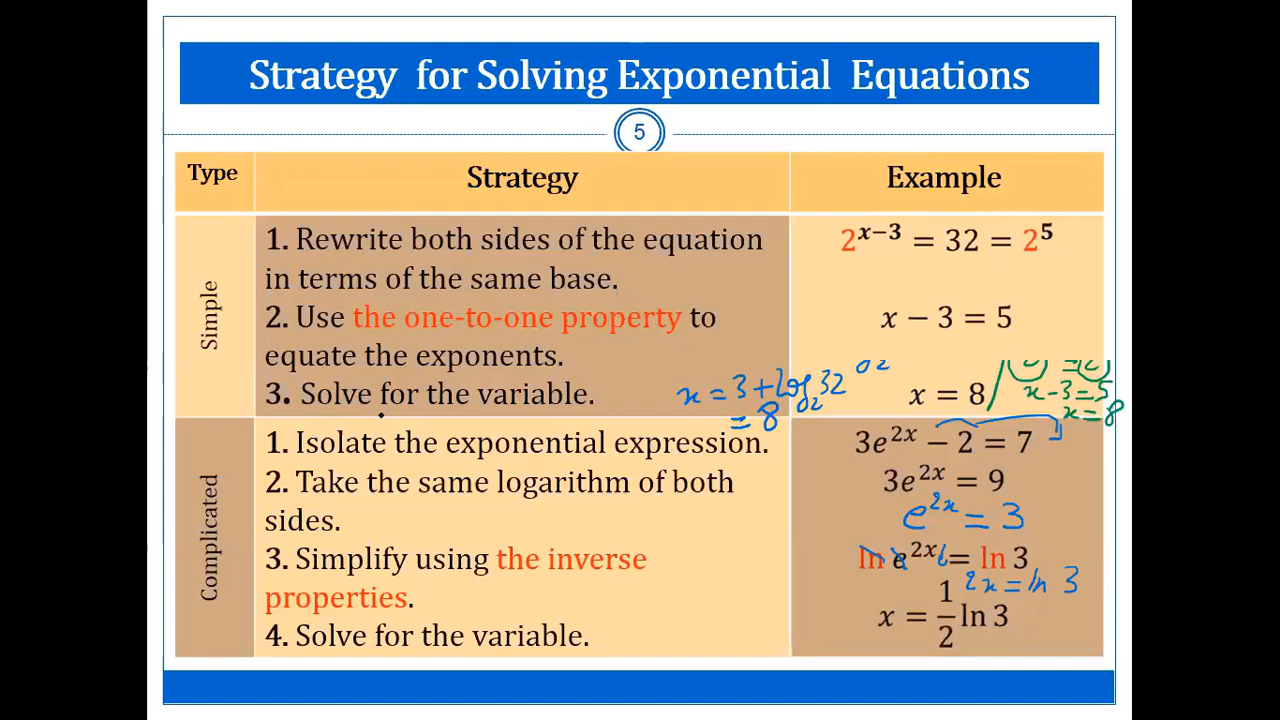 Strategy for Solving Exponential Equations
5
Type
Strategy
Example
Simple
1. Rewrite both sides of the equation
in terms of the same base.
2. Use the one-to-one property to
equate the exponents.
3. Solve for the variable.
2^{x−3} = 32 = 2^5
x − 3 = 5
x = 8
x = 3 + log_2 32
= 8
x-3=5
x=8
Complicated
1. Isolate the exponential expression.
2. Take the same logarithm of both
sides.
3. Simplify using the inverse
properties.
4. Solve for the variable.
3e^{2x} − 2 = 7
3e^{2x} = 9
e^{2x} = 3
ln e^{2x} = ln 3
2x = ln 3
x = \frac{1}{2} ln 3